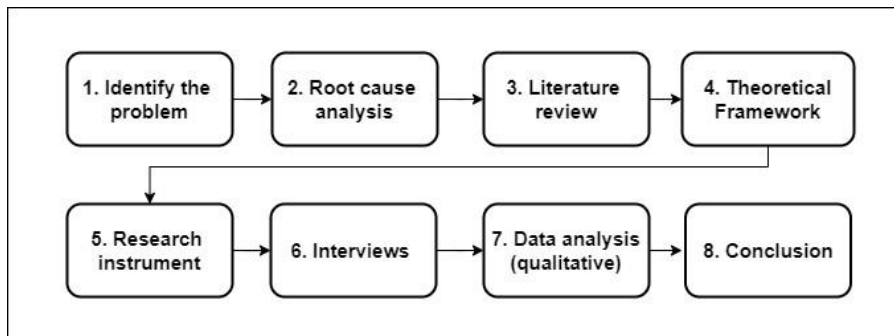 1. Identify the
problem
2. Root cause
analysis
3. Literature
review
4. Theoretical
Framework
5. Research
instrument
6. Interviews
7. Data analysis
(qualitative)
8. Conclusion